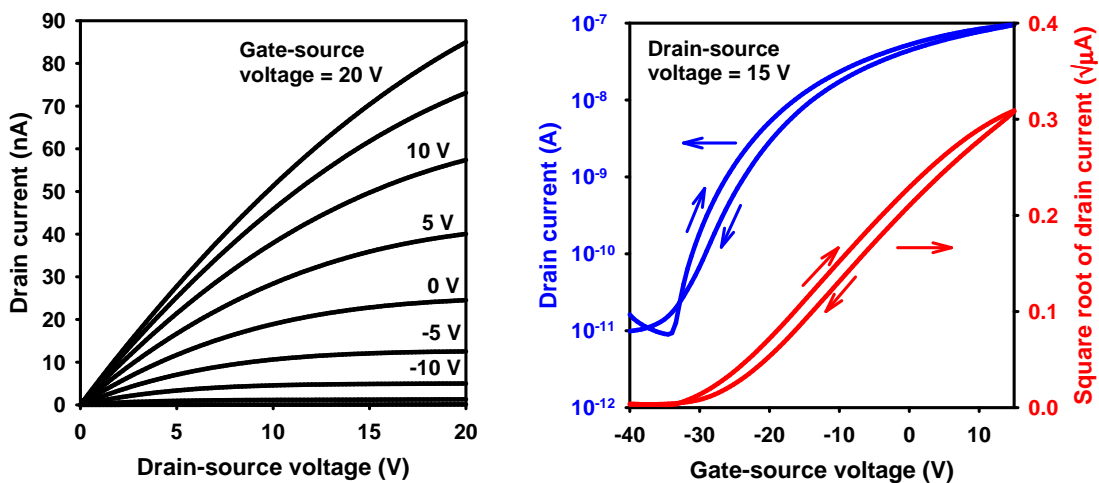 Drain current (nA)
90
80
70
60
50
40
30
20
10
0
Gate-source
voltage = 20 V
10 V
5 V
0 V
-5 V
-10 V
0
5
10
15
20
Drain-source voltage (V)
Drain current (A)
10-7
10-8
10-9
10-10
10-11
10-12
Drain-source
voltage = 15 V
0.4
0.3
0.2
0.1
0.0
Square root of drain current (√µA)
-40
-30
-20
-10
0
10
Gate-source voltage (V)